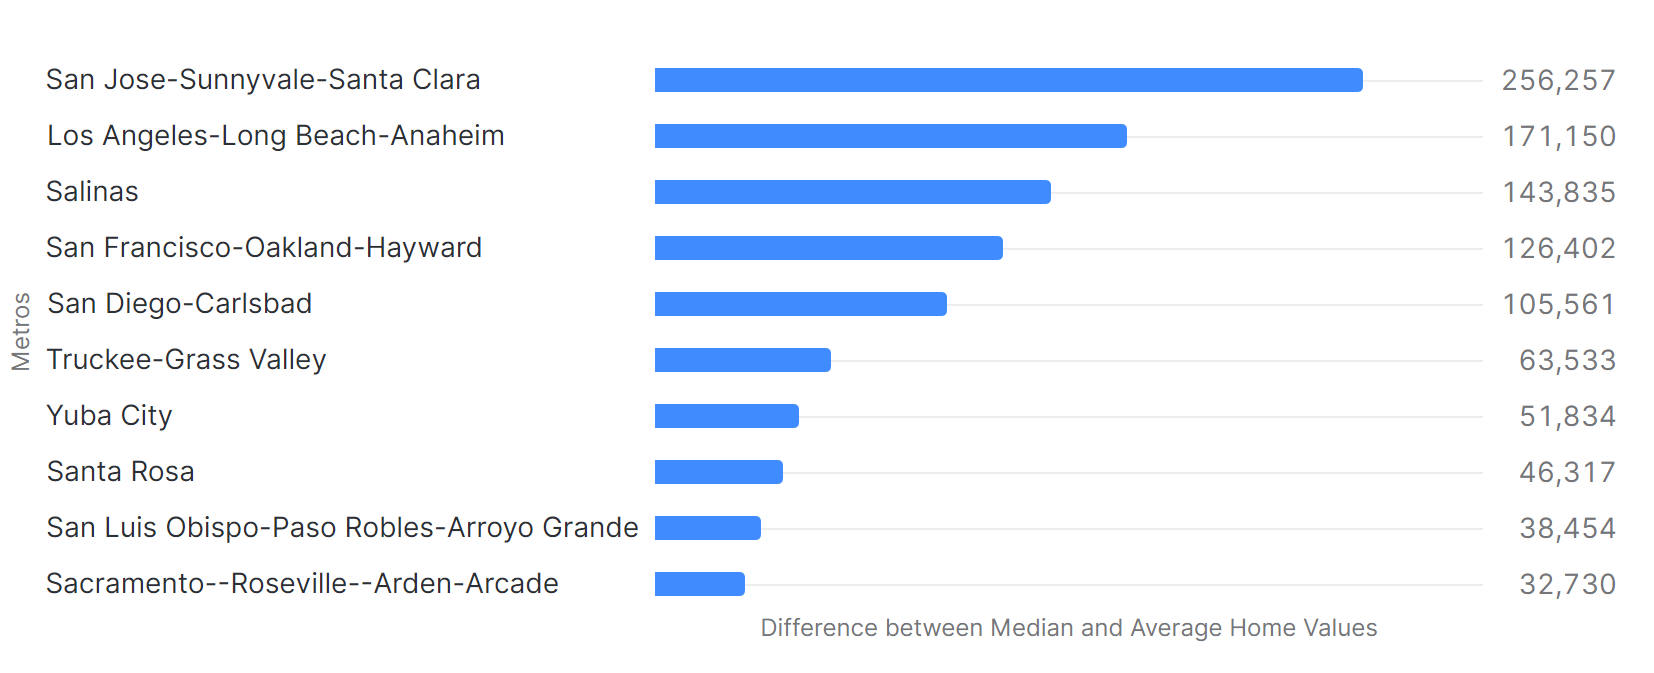 San Jose-Sunnyvale-Santa Clara 256,257
Los Angeles-Long Beach-Anaheim 171,150
Salinas 143,835
San Francisco-Oakland-Hayward 126,402
San Diego-Carlsbad 105,561
Metros
Truckee-Grass Valley 63,533
Yuba City 51,834
Santa Rosa 46,317
San Luis Obispo-Paso Robles-Arroyo Grande 38,454
Sacramento--Roseville--Arden-Arcade 32,730
Difference between Median and Average Home Values